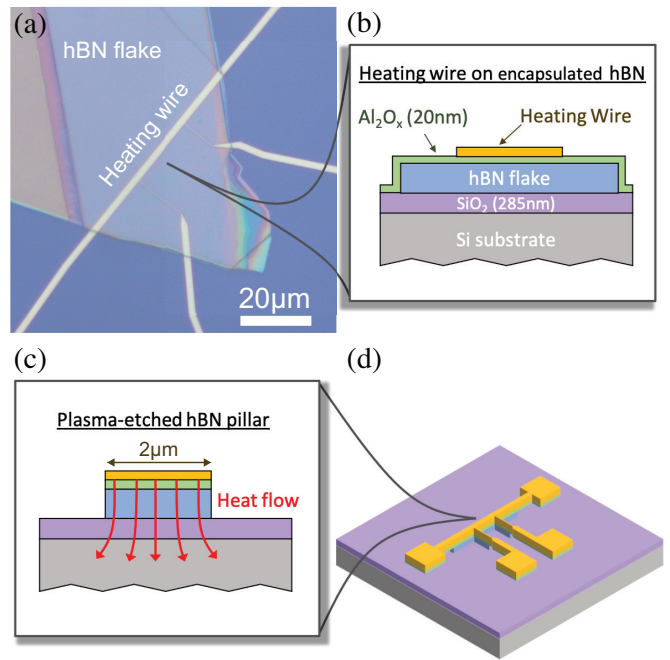 (a)
hBN flake
Heating wire
20μm
(b)
Heating wire on encapsulated hBN
Al₂Oₓ (20nm)
Heating Wire
hBN flake
SiO₂ (285nm)
Si substrate
(c)
Plasma-etched hBN pillar
2μm
Heat flow
(d)